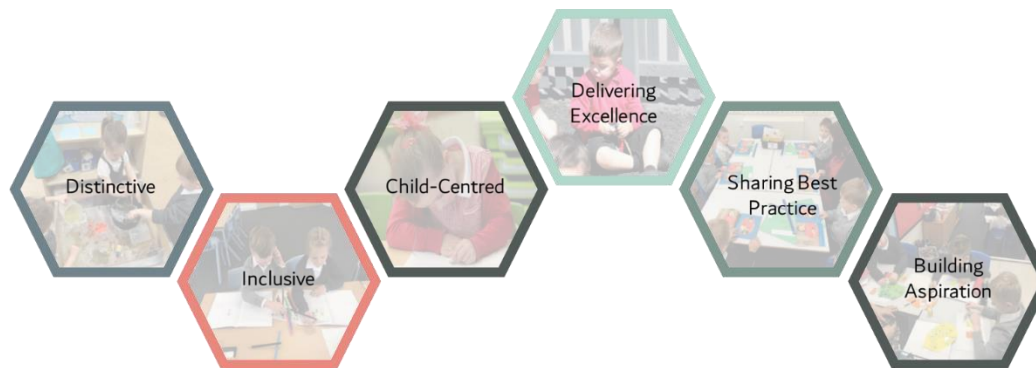 Distinctive
Inclusive
Child-Centred
Delivering
Excellence
Sharing Best
Practice
Building
Aspiration